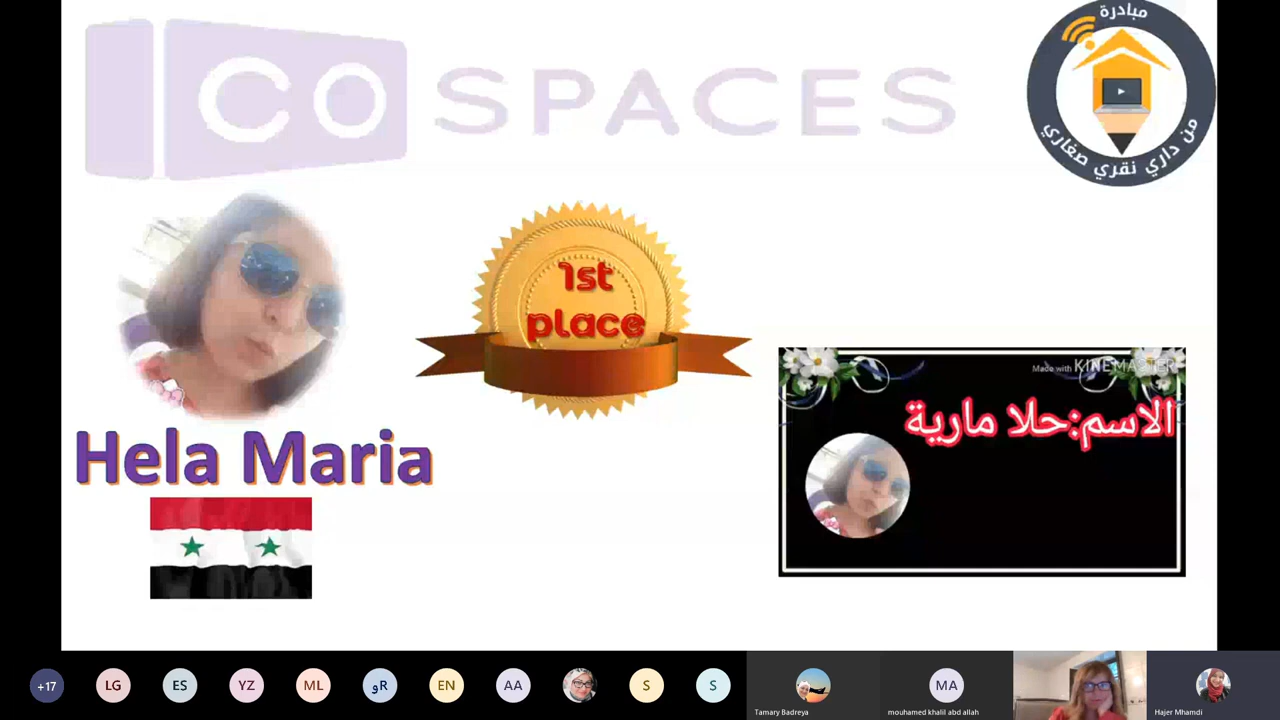 CO SPACES
مبادرة
من داري نقري صغاري
1st
place
Made with KINEMASTER
الاسم:حلا مارية
Hela Maria
+17
LG
ES
YZ
ML
وR
EN
AA
S
S
MA
Tamary Badreya
mouhamed khalil abd allah
Hajer Mhamdi